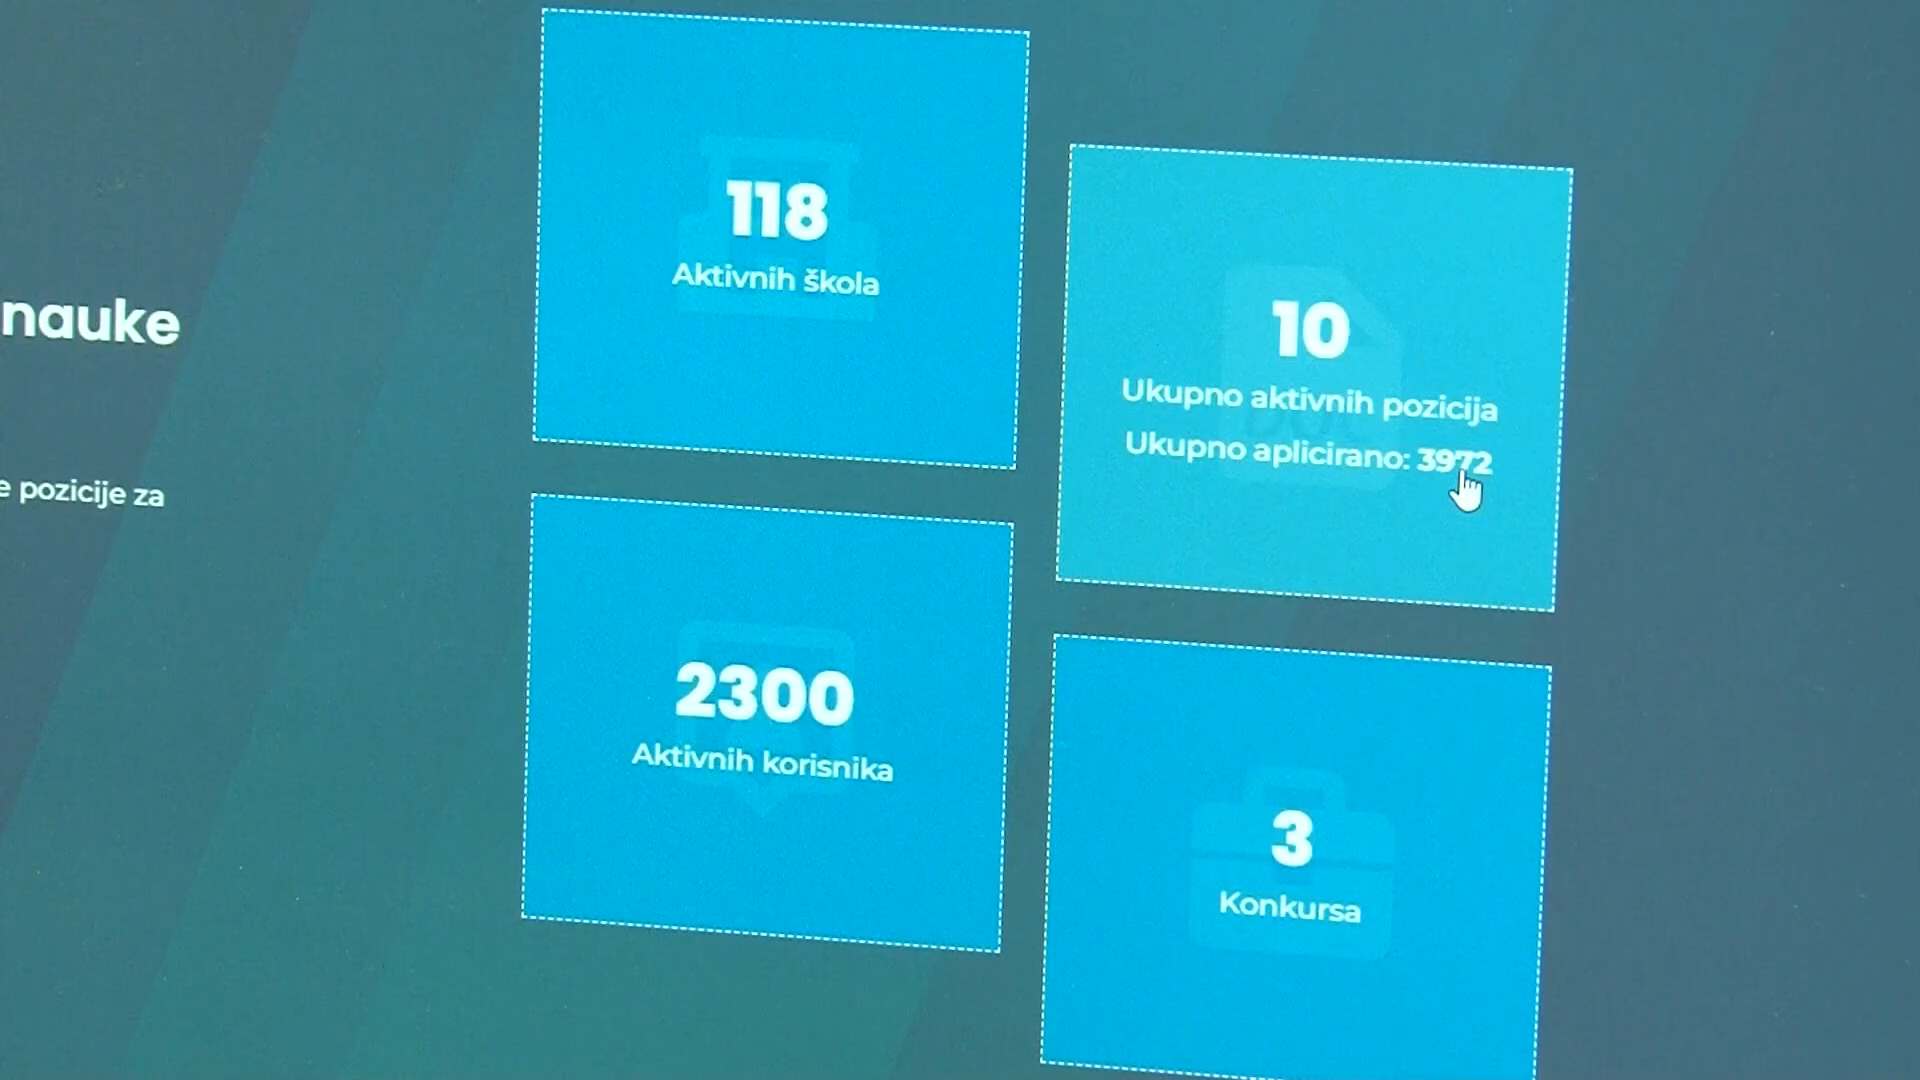 nauke
e pozicije za
118
Aktivnih škola
10
Ukupno aktivnih pozicija
Ukupno aplicirano: 3972
2300
Aktivnih korisnika
3
Konkursa